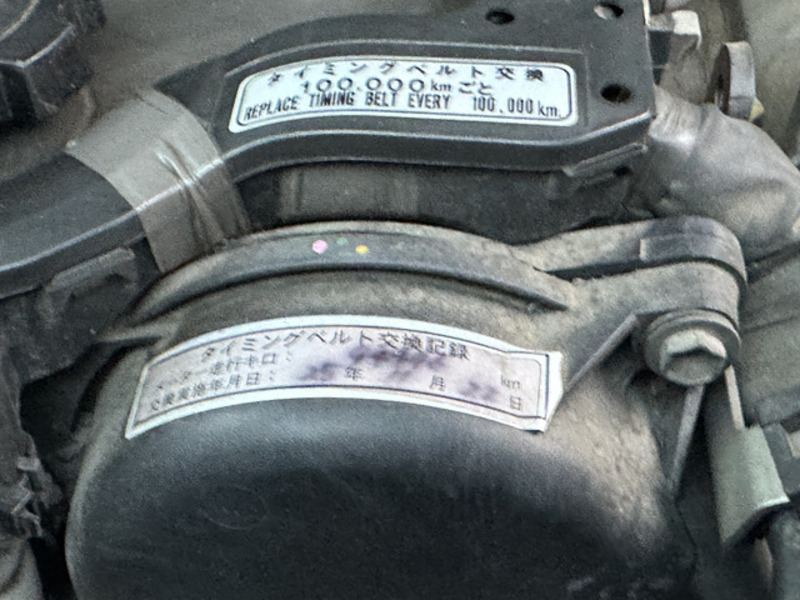 タイミングベルト交換
100,000kmごと
REPLACE TIMING BELT EVERY 100,000km.
タイミングベルト交換記録
メーター走行キロ： km
交換実施年月日： 年 月 日